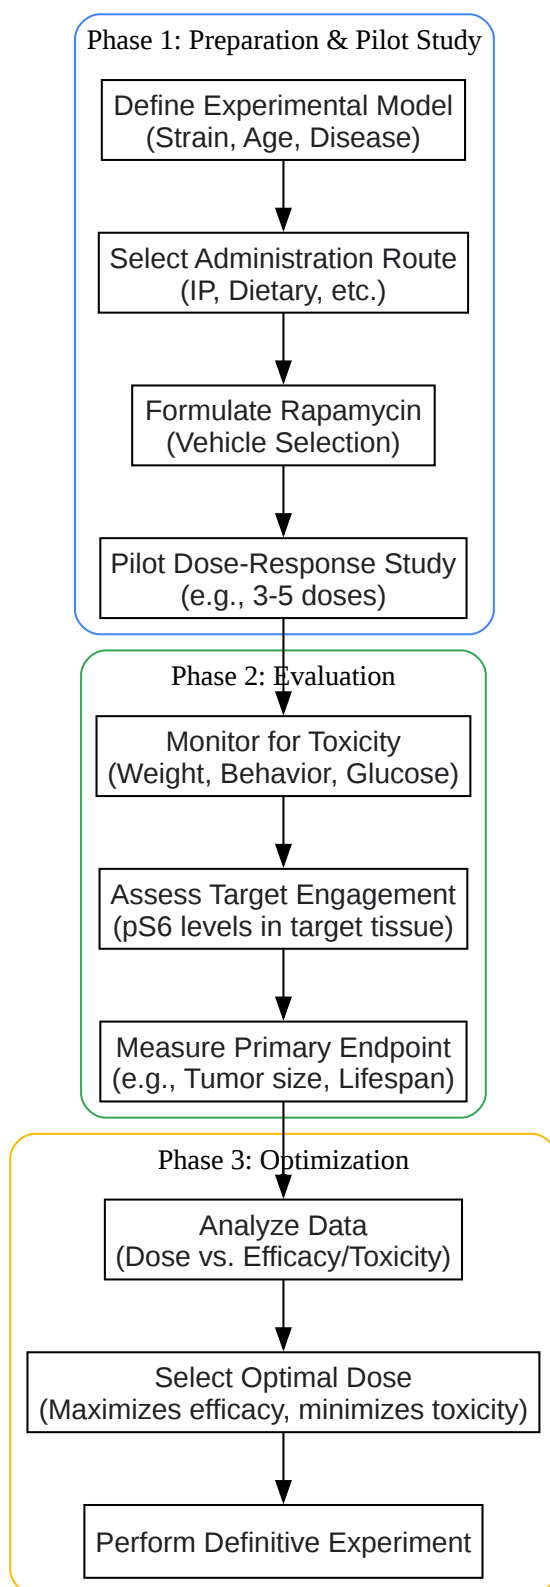 Phase 1: Preparation & Pilot Study
Define Experimental Model
(Strain, Age, Disease)
Select Administration Route
(IP, Dietary, etc.)
Formulate Rapamycin
(Vehicle Selection)
Pilot Dose-Response Study
(e.g., 3-5 doses)
Phase 2: Evaluation
Monitor for Toxicity
(Weight, Behavior, Glucose)
Assess Target Engagement
(pS6 levels in target tissue)
Measure Primary Endpoint
(e.g., Tumor size, Lifespan)
Phase 3: Optimization
Analyze Data
(Dose vs. Efficacy/Toxicity)
Select Optimal Dose
(Maximizes efficacy, minimizes toxicity)
Perform Definitive Experiment